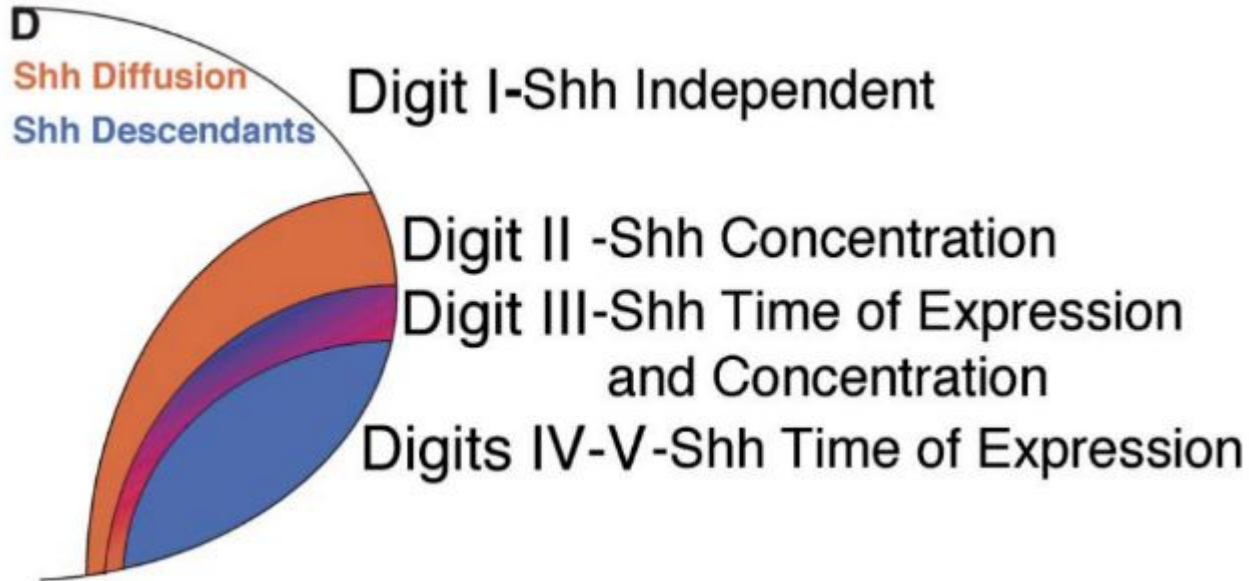 D
Shh Diffusion
Shh Descendants
Digit I-Shh Independent
Digit II -Shh Concentration
Digit III-Shh Time of Expression
and Concentration
Digits IV-V-Shh Time of Expression